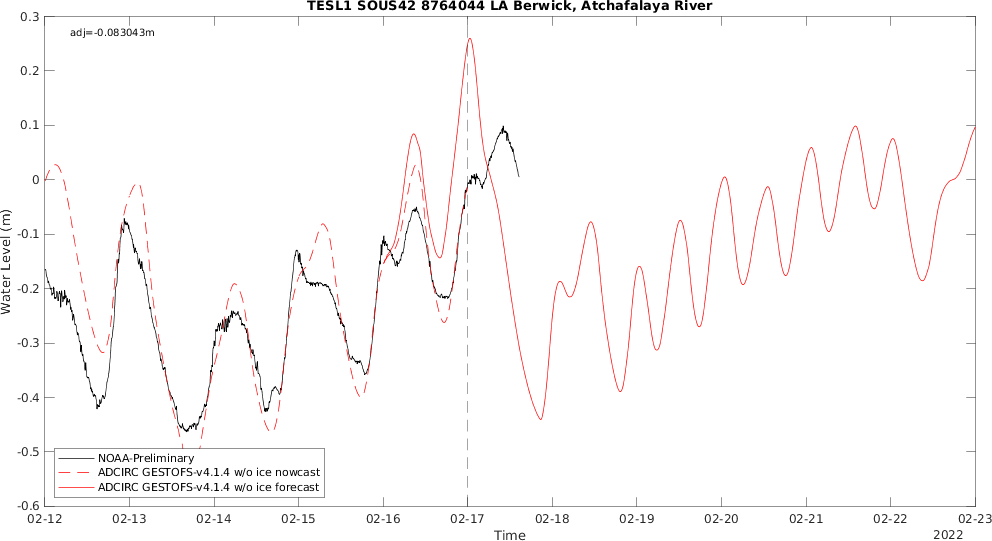 TESL1 SOUS42 8764044 LA Berwick, Atchafalaya River
adj=-0.083043m
0.3
0.2
0.1
0
-0.1
-0.2
-0.3
-0.4
-0.5
-0.6
Water Level (m)
NOAA-Preliminary
ADCIRC GESTOFS-v4.1.4 w/o ice nowcast
ADCIRC GESTOFS-v4.1.4 w/o ice forecast
02-12 02-13 02-14 02-15 02-16 02-17 02-18 02-19 02-20 02-21 02-22 02-23
Time
2022